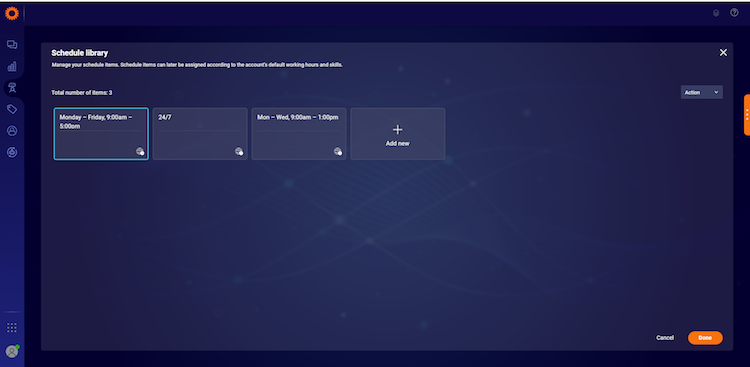 Schedule library
Manage your schedule items. Schedule items can later be assigned according to the account's default working hours and skills.
Total number of items: 3
Action
Monday – Friday, 9:00am –
5:00pm
24/7
Mon – Wed, 9:00am – 1:00pm
Add new
Cancel
Done